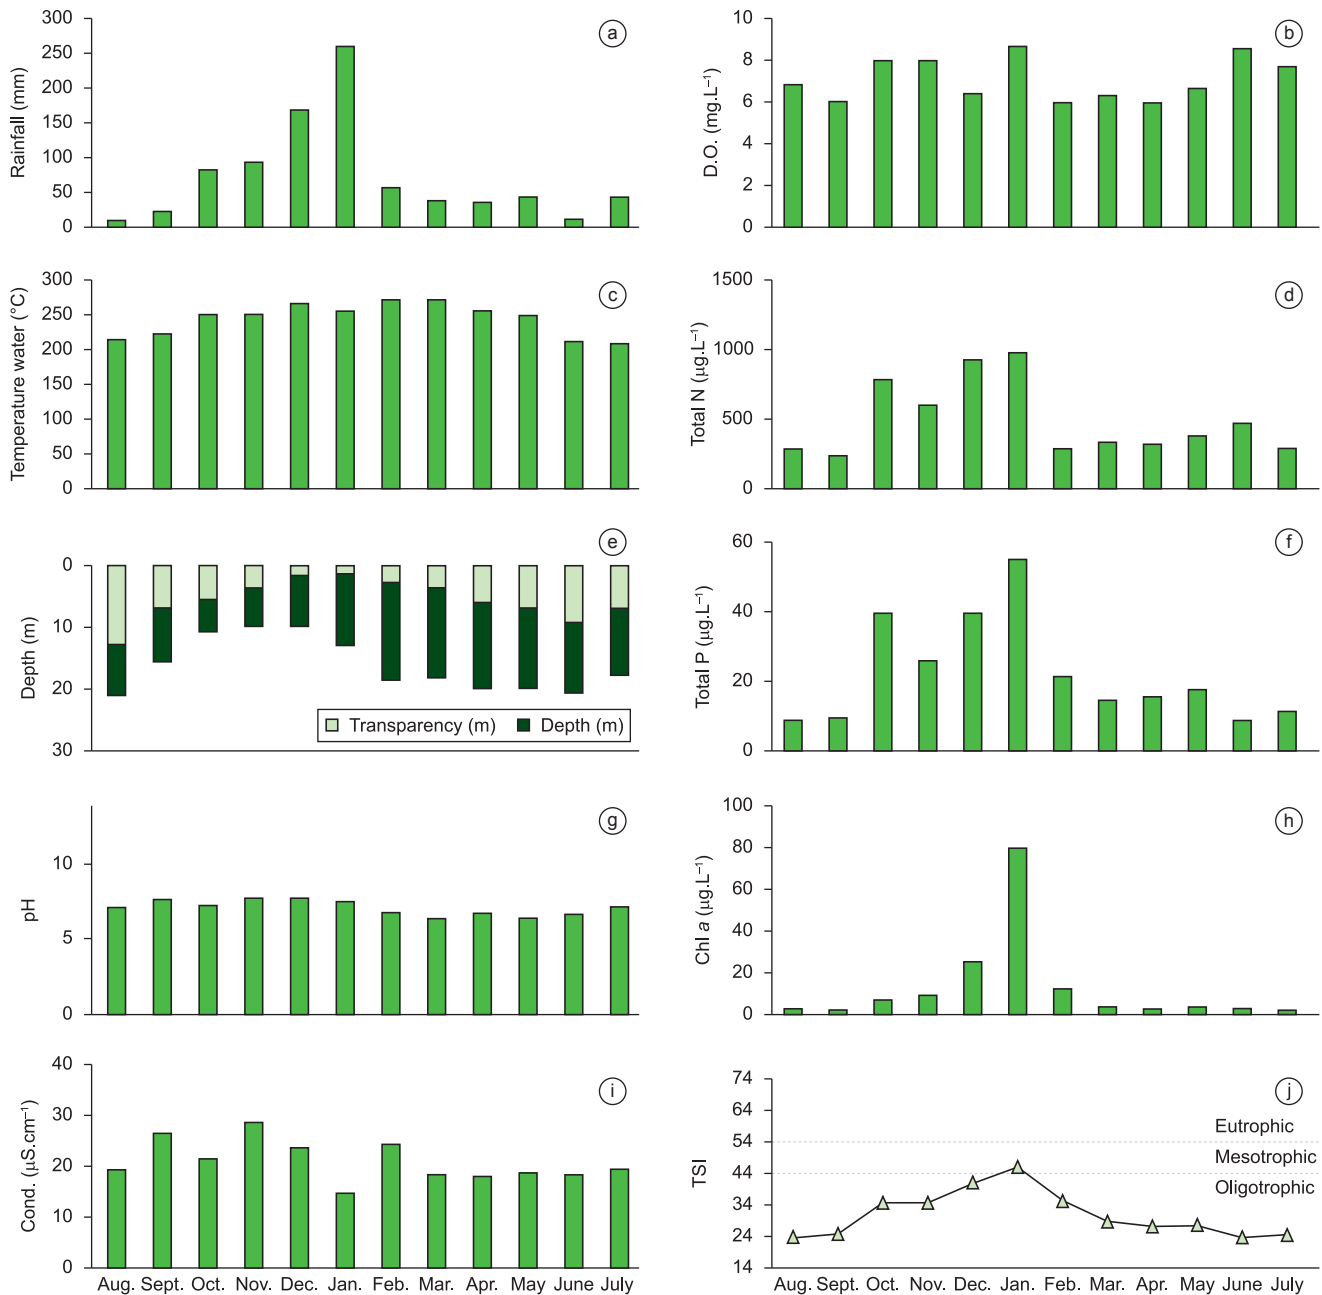 a
Rainfall (mm)
300
250
200
150
100
50
0
b
D.O. (mg.L–1)
10
8
6
4
2
0
c
Temperature water (°C)
300
250
200
150
100
50
0
d
Total N (µg.L–1)
1500
1000
500
0
e
Depth (m)
0
10
20
30
Transparency (m) Depth (m)
f
Total P (µg.L–1)
60
40
20
0
g
pH
10
5
0
h
Chl a (µg.L–1)
100
80
60
40
20
0
i
Cond. (µS.cm–1)
40
30
20
10
0
Aug. Sept. Oct. Nov. Dec. Jan. Feb. Mar. Apr. May June July
j
TSI
74
64
54
44
34
24
14
Eutrophic
Mesotrophic
Oligotrophic
Aug. Sept. Oct. Nov. Dec. Jan. Feb. Mar. Apr. May June July